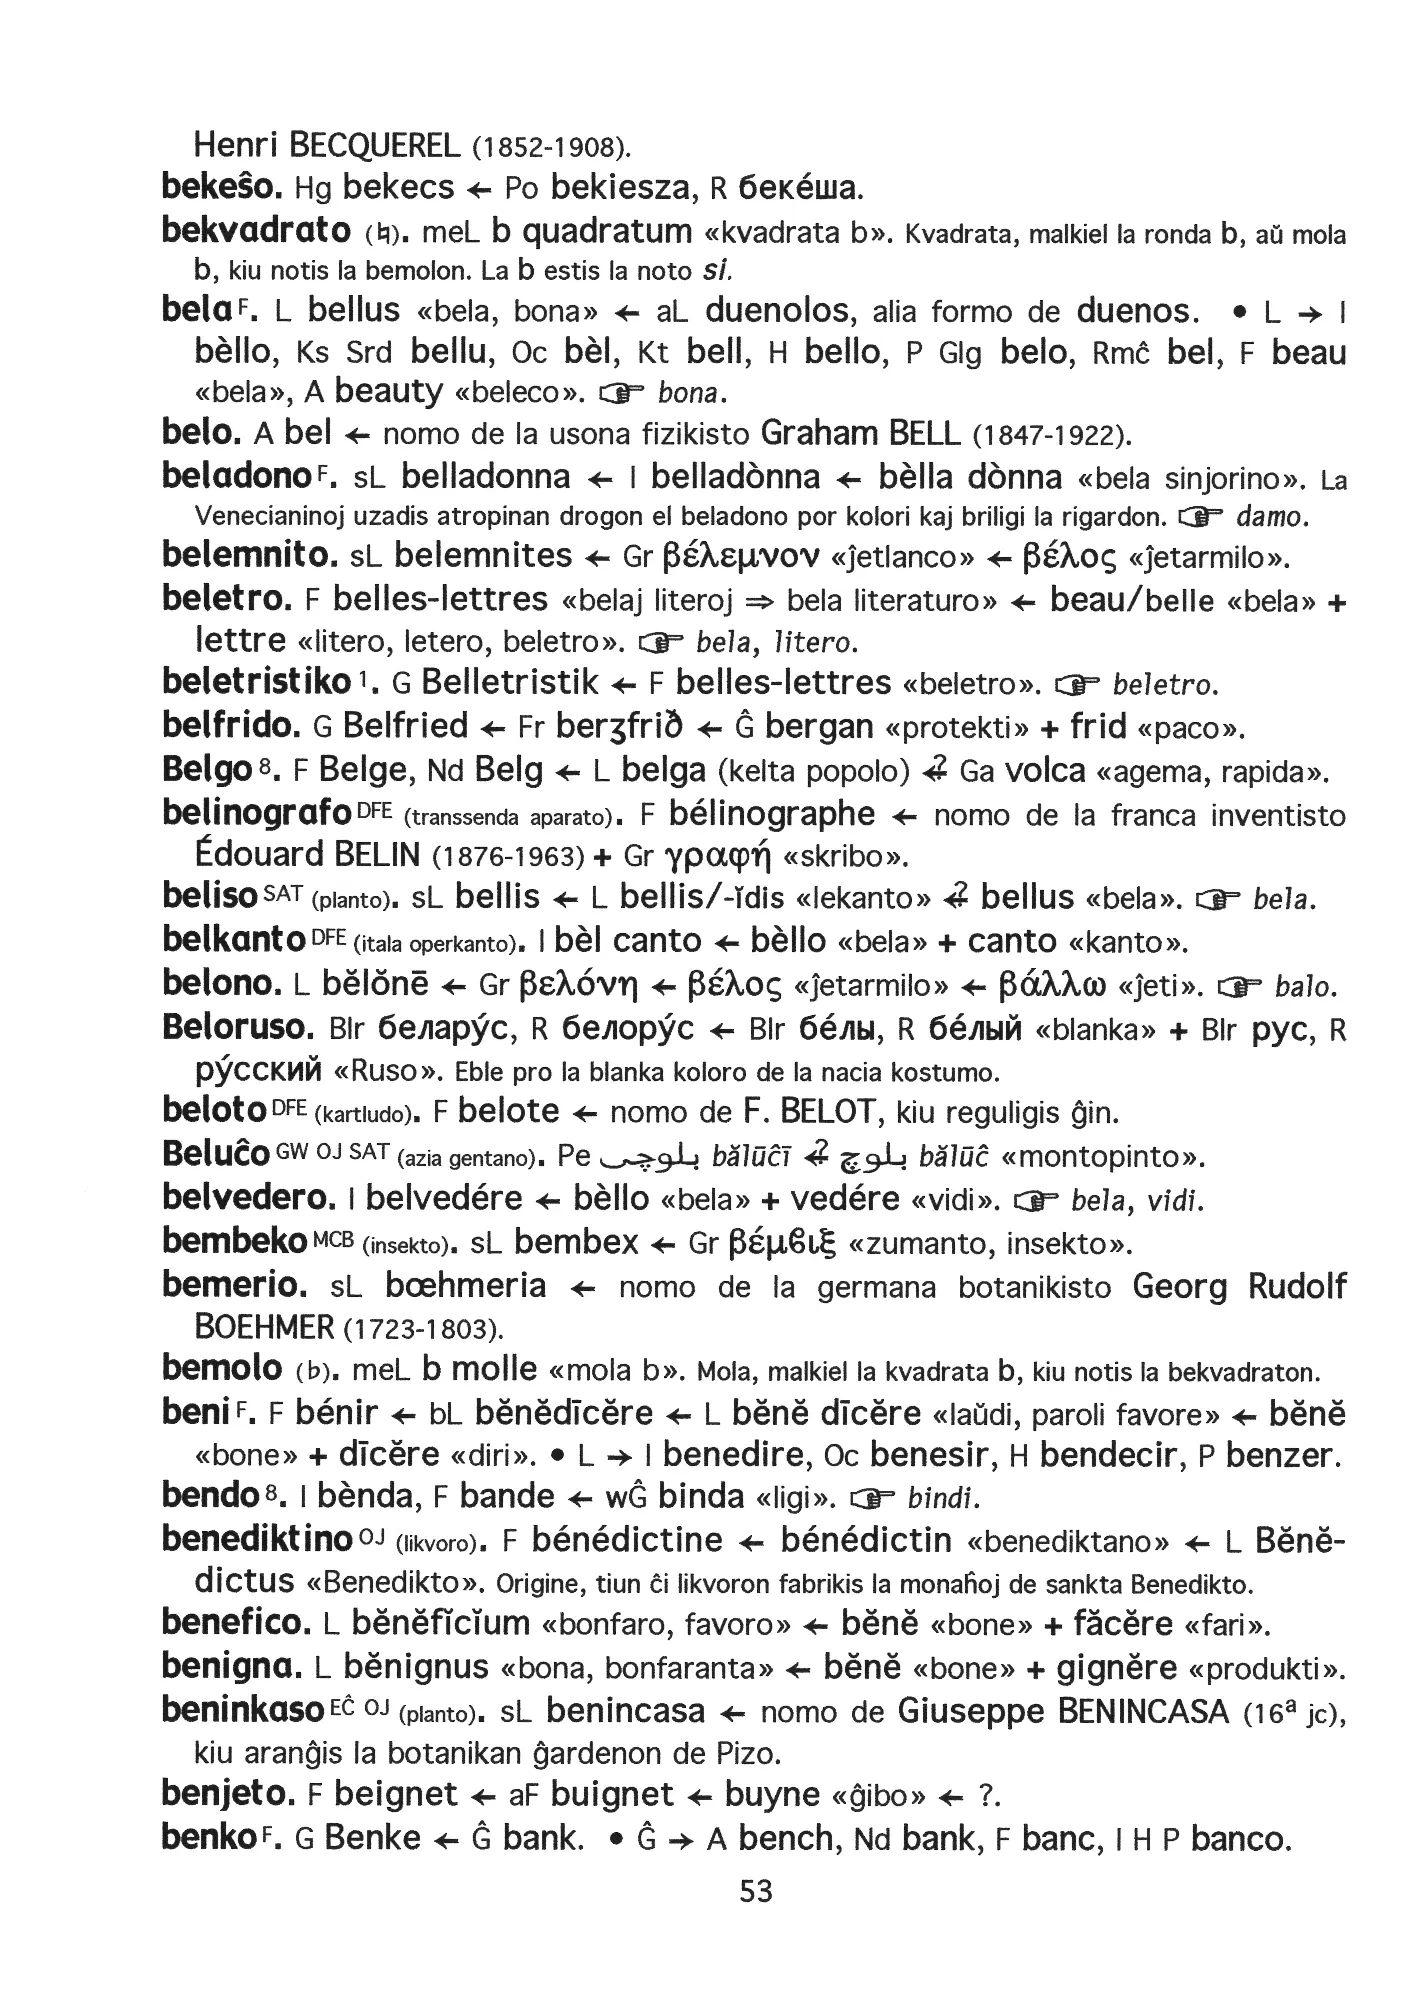 Henri BECQUEREL (1852-1908).
bekeŝo. Hg bekecs ← Po bekiesza, R бекéша.
bekvadrato (♮). meL b quadratum «kvadrata b». Kvadrata, malkiel la ronda b, aŭ mola
b, kiu notis la bemolon. La b estis la noto si.
bela F. L bellus «bela, bona» ← aL duenolos, alia formo de duenos. • L → I
bèllo, Ks Srd bellu, Oc bèl, Kt bell, H bello, P Glg belo, Rmĉ bel, F beau
«bela», A beauty «beleco». ☞ bona.
belo. A bel ← nomo de la usona fizikisto Graham BELL (1847-1922).
beladono F. sL belladonna ← I belladònna ← bèlla dònna «bela sinjorino». La
Venecianinoj uzadis atropinan drogon el beladono por kolori kaj briligi la rigardon. ☞ damo.
belemnito. sL belemnites ← Gr βέλεμνον «ĵetlanco» ← βέλος «ĵetarmilo».
beletro. F belles-lettres «belaj literoj ⇒ bela literaturo» ← beau/belle «bela» +
lettre «litero, letero, beletro». ☞ bela, litero.
beletristiko 1. G Belletristik ← F belles-lettres «beletro». ☞ beletro.
belfrido. G Belfried ← Fr berʒfrið ← Ĝ bergan «protekti» + frid «paco».
Belgo 8. F Belge, Nd Belg ← L belga (kelta popolo) ←? Ga volca «agema, rapida».
belinografo DFE (transsenda aparato). F bélinographe ← nomo de la franca inventisto
Édouard BELIN (1876-1963) + Gr γραφή «skribo».
beliso SAT (planto). sL bellis ← L bellis/-ĭdis «lekanto» ←? bellus «bela». ☞ bela.
belkanto DFE (itala operkanto). I bèl canto ← bèllo «bela» + canto «kanto».
belono. L bĕlŏnē ← Gr βελόνη ← βέλος «ĵetarmilo» ← βάλλω «ĵeti». ☞ balo.
Beloruso. Blr белару́с, R белору́с ← Blr бе́лы, R бе́лый «blanka» + Blr рус, R
ру́сский «Ruso». Eble pro la blanka koloro de la nacia kostumo.
beloto DFE (kartludo). F belote ← nomo de F. BELOT, kiu reguligis ĝin.
Beluĉo GW OJ SAT (azia gentano). Pe بلوچی bălūĉī ←? بلوچ bălūĉ «montopinto».
belvedero. I belvedére ← bèllo «bela» + vedére «vidi». ☞ bela, vidi.
bembeko MCB (insekto). sL bembex ← Gr βέμϐιξ «zumanto, insekto».
bemerio. sL bœhmeria ← nomo de la germana botanikisto Georg Rudolf
BOEHMER (1723-1803).
bemolo (♭). meL b molle «mola b». Mola, malkiel la kvadrata b, kiu notis la bekvadraton.
beni F. F bénir ← bL bĕnĕdīcĕre ← L bĕnĕ dīcĕre «laŭdi, paroli favore» ← bĕnĕ
«bone» + dīcĕre «diri». • L → I benedire, Oc benesir, H bendecir, P benzer.
bendo 8. I bènda, F bande ← wĜ binda «ligi». ☞ bindi.
benediktino OJ (likvoro). F bénédictine ← bénédictin «benediktano» ← L Bĕnĕ-
dictus «Benedikto». Origine, tiun ĉi likvoron fabrikis la monaĥoj de sankta Benedikto.
benefico. L bĕnĕfĭcĭum «bonfaro, favoro» ← bĕnĕ «bone» + făcĕre «fari».
benigna. L bĕnignus «bona, bonfaranta» ← bĕnĕ «bone» + gignĕre «produkti».
beninkaso EĈ OJ (planto). sL benincasa ← nomo de Giuseppe BENINCASA (16a jc),
kiu aranĝis la botanikan ĝardenon de Pizo.
benjeto. F beignet ← aF buignet ← buyne «ĝibo» ← ?.
benko F. G Benke ← Ĝ bank. • Ĝ → A bench, Nd bank, F banc, I H P banco.
53